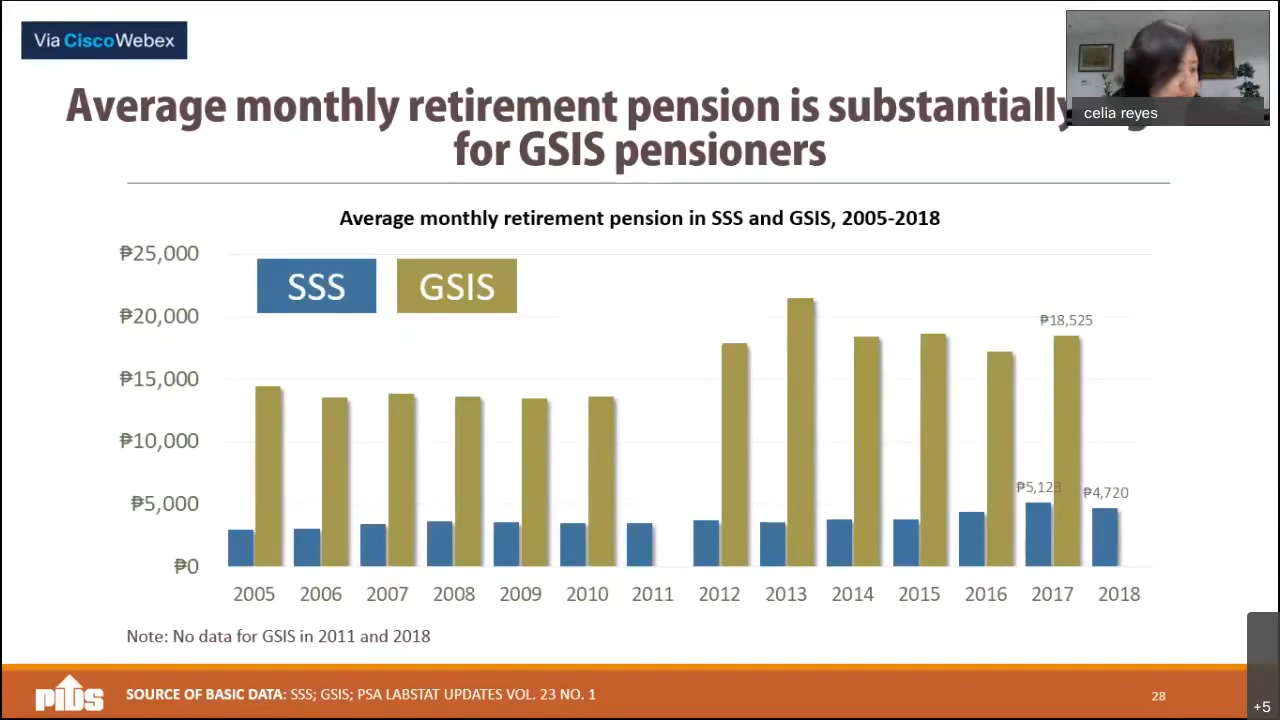 Via CiscoWebex
celia reyes
Average monthly retirement pension is substantially
for GSIS pensioners
Average monthly retirement pension in SSS and GSIS, 2005-2018
₱25,000
SSS GSIS
₱20,000
₱18,525
₱15,000
₱10,000
₱5,000
₱5,123
₱4,720
₱0
2005 2006 2007 2008 2009 2010 2011 2012 2013 2014 2015 2016 2017 2018
Note: No data for GSIS in 2011 and 2018
pids
SOURCE OF BASIC DATA: SSS; GSIS; PSA LABSTAT UPDATES VOL. 23 NO. 1
28
+5